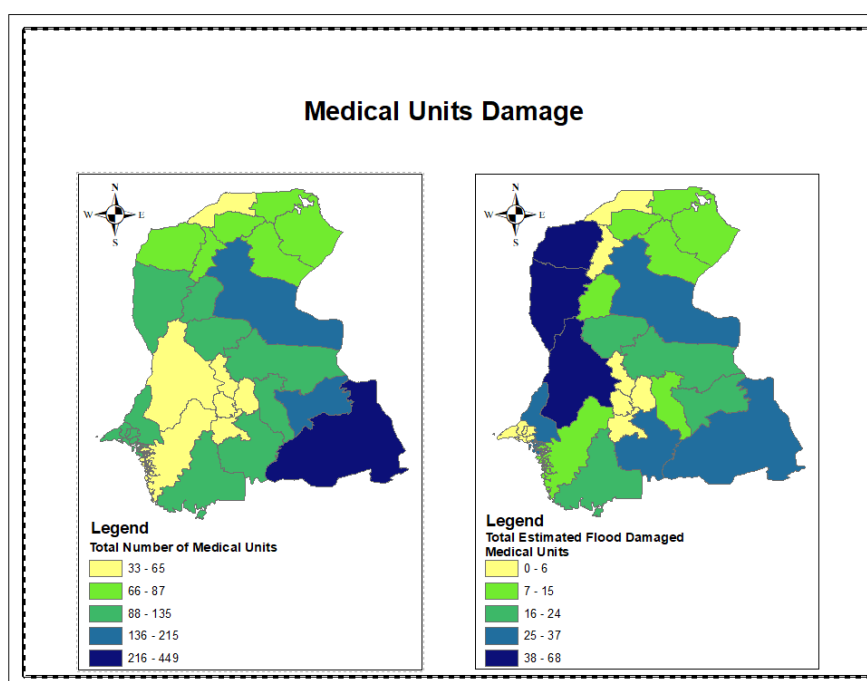 Medical Units Damage
N
W E
S
Legend
Total Number of Medical Units
33 - 65
66 - 87
88 - 135
136 - 215
216 - 449
N
W E
S
Legend
Total Estimated Flood Damaged
Medical Units
0 - 6
7 - 15
16 - 24
25 - 37
38 - 68